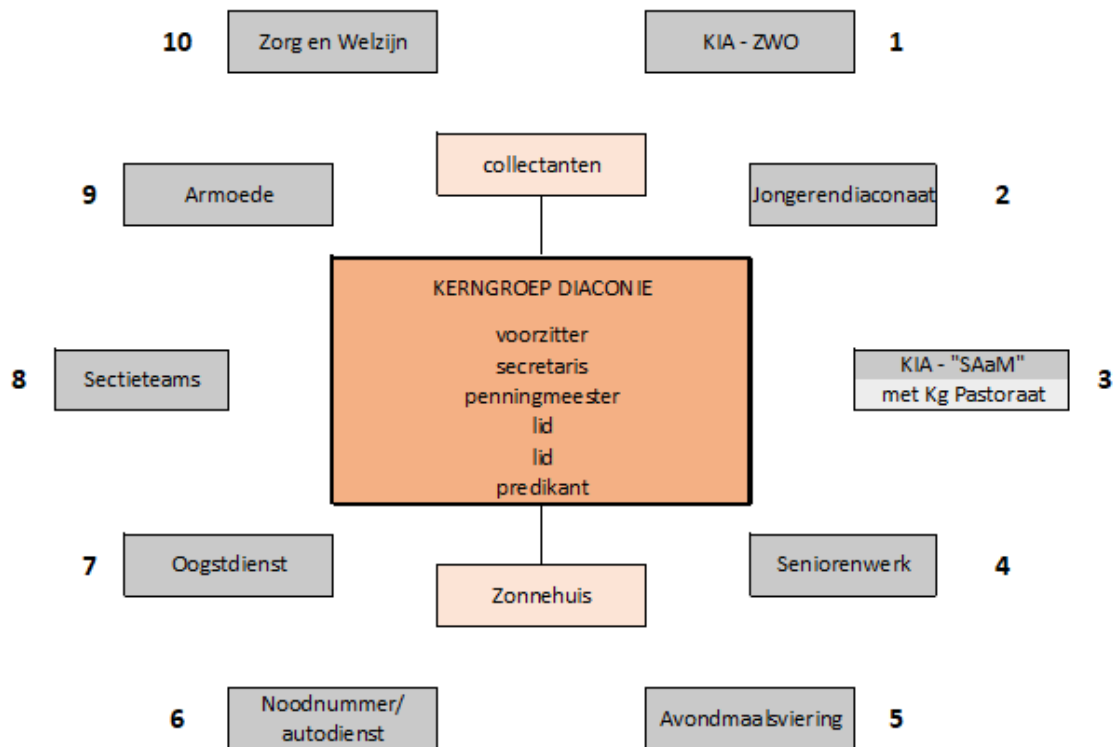 10 Zorg en Welzijn KIA - ZWO 1
collectanten
9 Armoede Jongerendiaconaat 2
KERNGROEP DIACONIE
voorzitter
secretaris
penningmeester
lid
lid
predikant
8 Sectieteams
KIA - "SAaM"
met Kg Pastoraat
3
7 Oogstdienst Seniorenwerk 4
Zonnehuis
6 Noodnummer/
autodienst
Avondmaalsviering 5